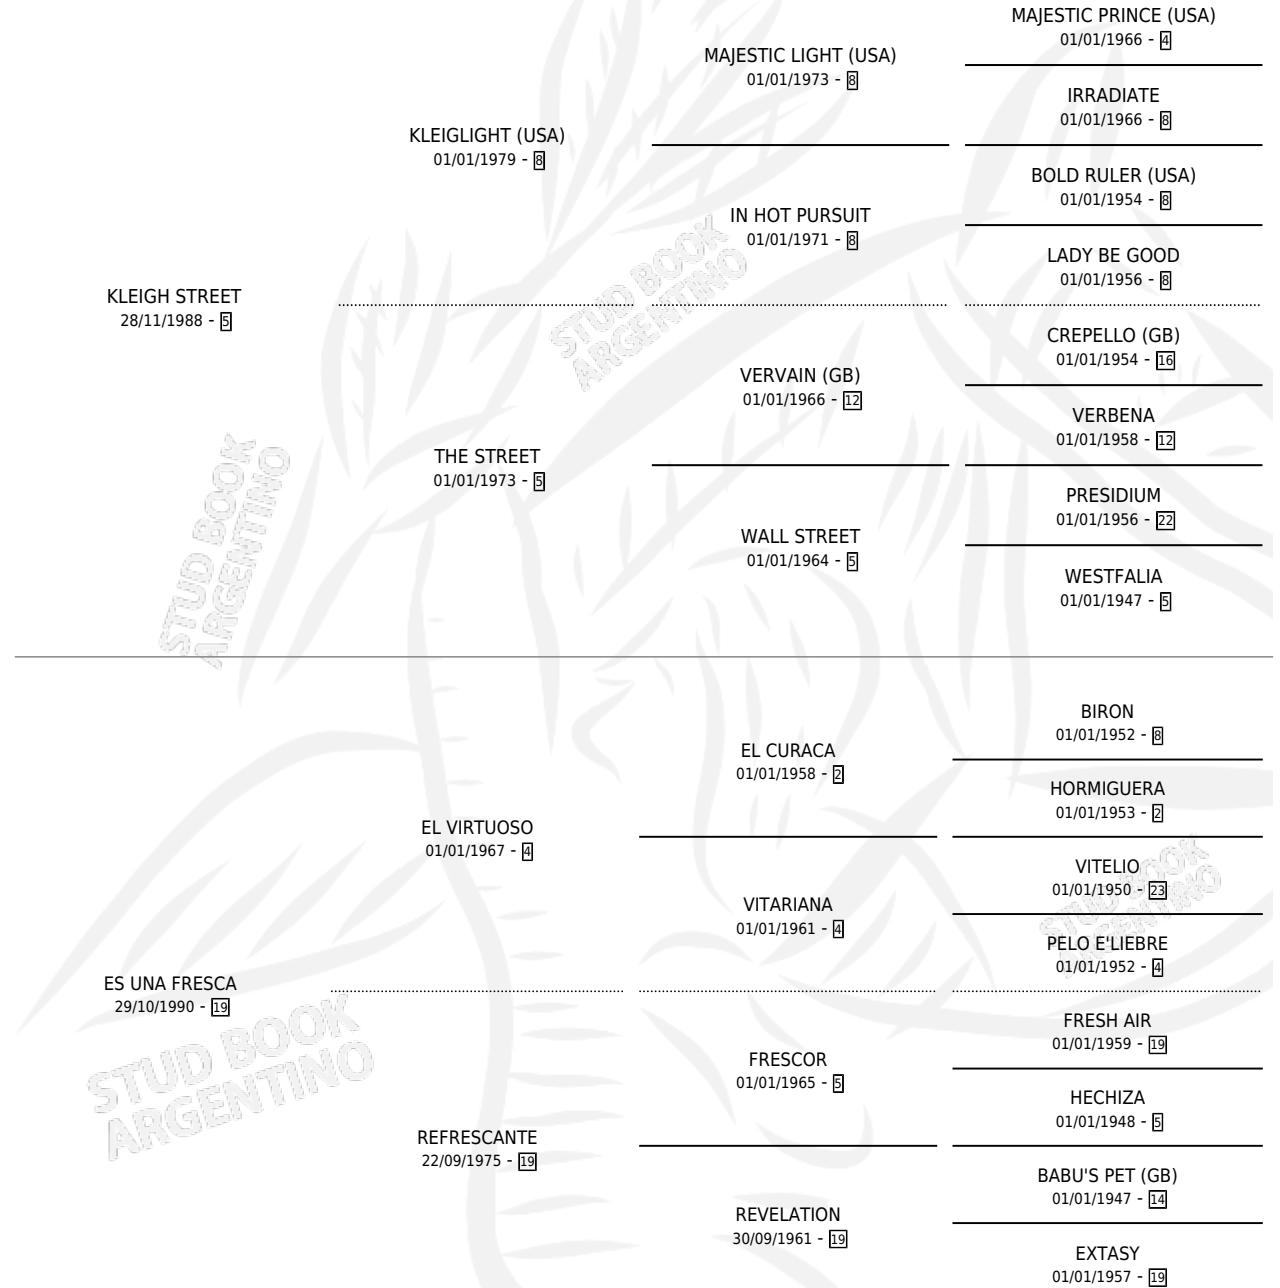 MAJESTIC PRINCE (USA)
01/01/1966 - 4
MAJESTIC LIGHT (USA)
01/01/1973 - 8
IRRADIATE
01/01/1966 - 8
KLEIGLIGHT (USA)
01/01/1979 - 8
BOLD RULER (USA)
01/01/1954 - 8
IN HOT PURSUIT
01/01/1971 - 8
LADY BE GOOD
01/01/1956 - 8
KLEIGH STREET
28/11/1988 - 5
CREPELLO (GB)
01/01/1954 - 16
VERVAIN (GB)
01/01/1966 - 12
VERBENA
01/01/1958 - 12
THE STREET
01/01/1973 - 5
PRESIDIUM
01/01/1956 - 22
WALL STREET
01/01/1964 - 5
WESTFALIA
01/01/1947 - 5
BIRON
01/01/1952 - 8
EL CURACA
01/01/1958 - 2
HORMIGUERA
01/01/1953 - 2
EL VIRTUOSO
01/01/1967 - 4
VITELIO
01/01/1950 - 23
VITARIANA
01/01/1961 - 4
PELO E'LIEBRE
01/01/1952 - 4
ES UNA FRESCA
29/10/1990 - 19
FRESH AIR
01/01/1959 - 19
FRESCOR
01/01/1965 - 5
HECHIZA
01/01/1948 - 5
REFRESCANTE
22/09/1975 - 19
BABU'S PET (GB)
01/01/1947 - 14
REVELATION
30/09/1961 - 19
EXTASY
01/01/1957 - 19
STUD BOOK
ARGENTINO
STUD BOOK
ARGENTINO
STUD BOOK
ARGENTINO
STUD BOOK
ARGENTINO